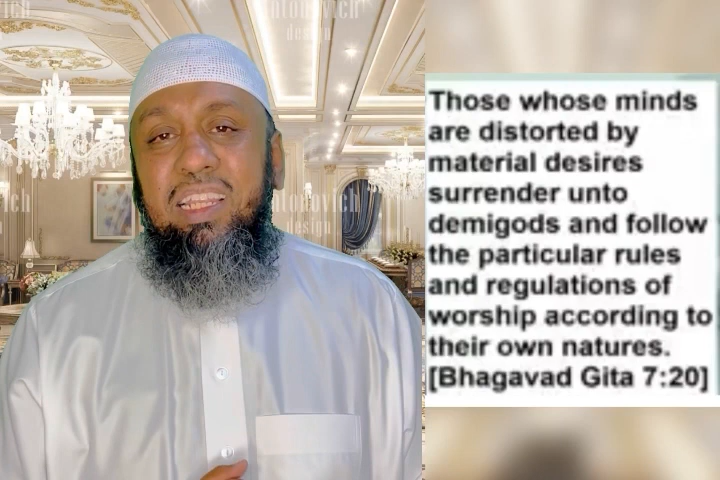 Those whose minds
are distorted by
material desires
surrender unto
demigods and follow
the particular rules
and regulations of
worship according to
their own natures.
[Bhagavad Gita 7:20]